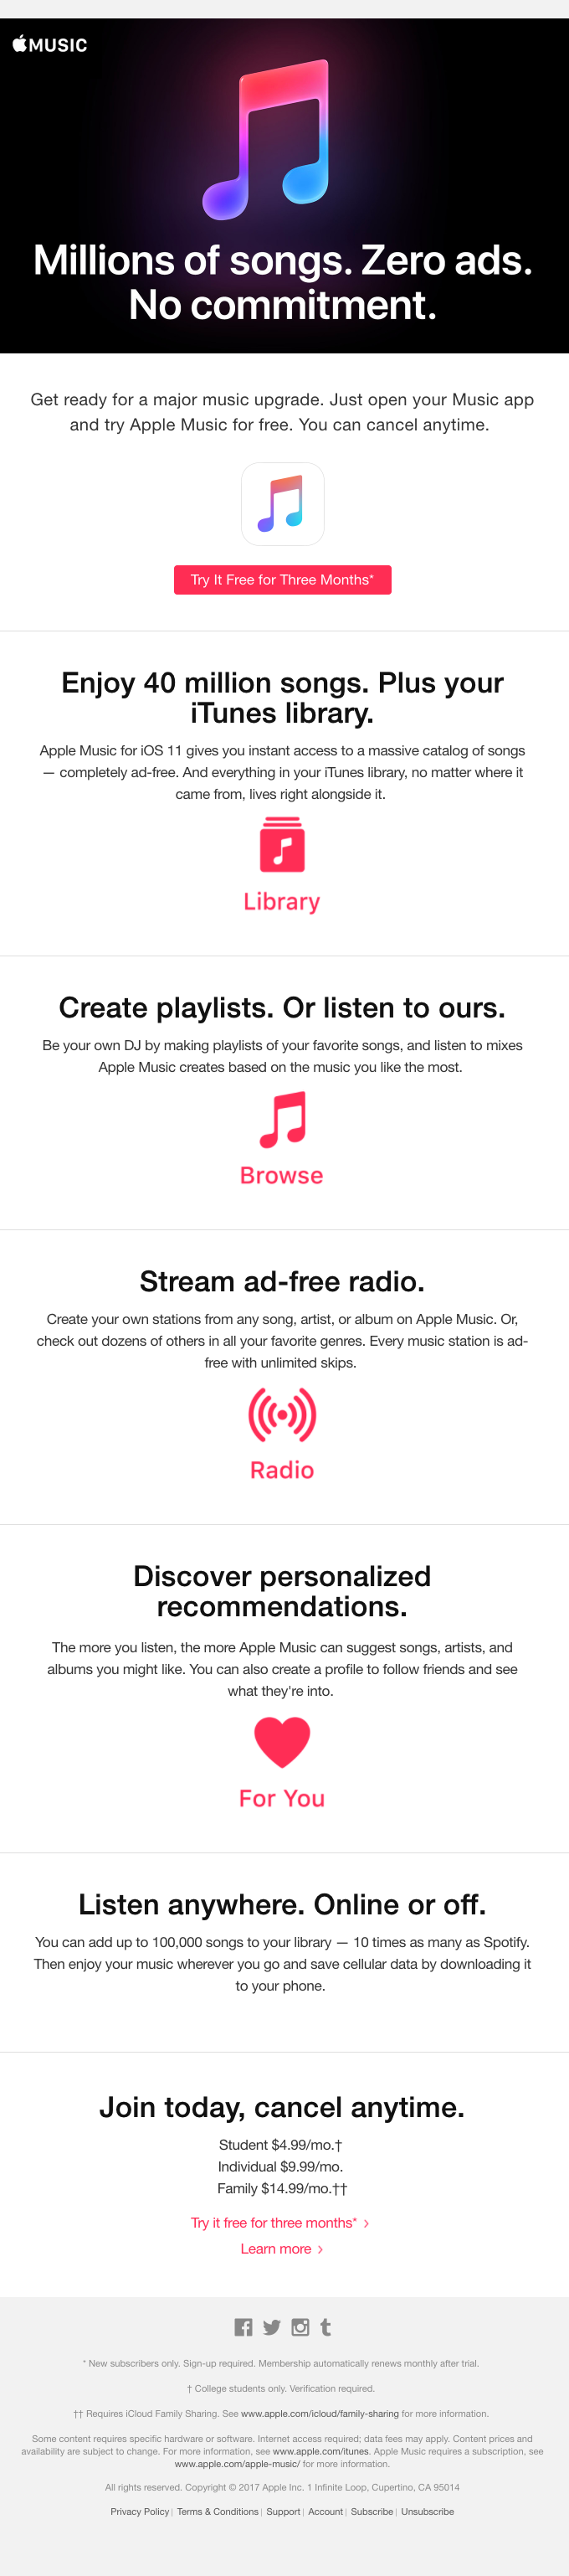 MUSIC
Millions of songs. Zero ads.
No commitment.
Get ready for a major music upgrade. Just open your Music app
and try Apple Music for free. You can cancel anytime.
Try It Free for Three Months*
Enjoy 40 million songs. Plus your
iTunes library.
Apple Music for iOS 11 gives you instant access to a massive catalog of songs
— completely ad-free. And everything in your iTunes library, no matter where it
came from, lives right alongside it.
Library
Create playlists. Or listen to ours.
Be your own DJ by making playlists of your favorite songs, and listen to mixes
Apple Music creates based on the music you like the most.
Browse
Stream ad-free radio.
Create your own stations from any song, artist, or album on Apple Music. Or,
check out dozens of others in all your favorite genres. Every music station is ad-
free with unlimited skips.
Radio
Discover personalized
recommendations.
The more you listen, the more Apple Music can suggest songs, artists, and
albums you might like. You can also create a profile to follow friends and see
what they're into.
For You
Listen anywhere. Online or off.
You can add up to 100,000 songs to your library — 10 times as many as Spotify.
Then enjoy your music wherever you go and save cellular data by downloading it
to your phone.
Join today, cancel anytime.
Student $4.99/mo.†
Individual $9.99/mo.
Family $14.99/mo.††
Try it free for three months* ›
Learn more ›
* New subscribers only. Sign-up required. Membership automatically renews monthly after trial.
† College students only. Verification required.
†† Requires iCloud Family Sharing. See www.apple.com/icloud/family-sharing for more information.
Some content requires specific hardware or software. Internet access required; data fees may apply. Content prices and
availability are subject to change. For more information, see www.apple.com/itunes. Apple Music requires a subscription, see
www.apple.com/apple-music/ for more information.
All rights reserved. Copyright © 2017 Apple Inc. 1 Infinite Loop, Cupertino, CA 95014
Privacy Policy | Terms & Conditions | Support | Account | Subscribe | Unsubscribe